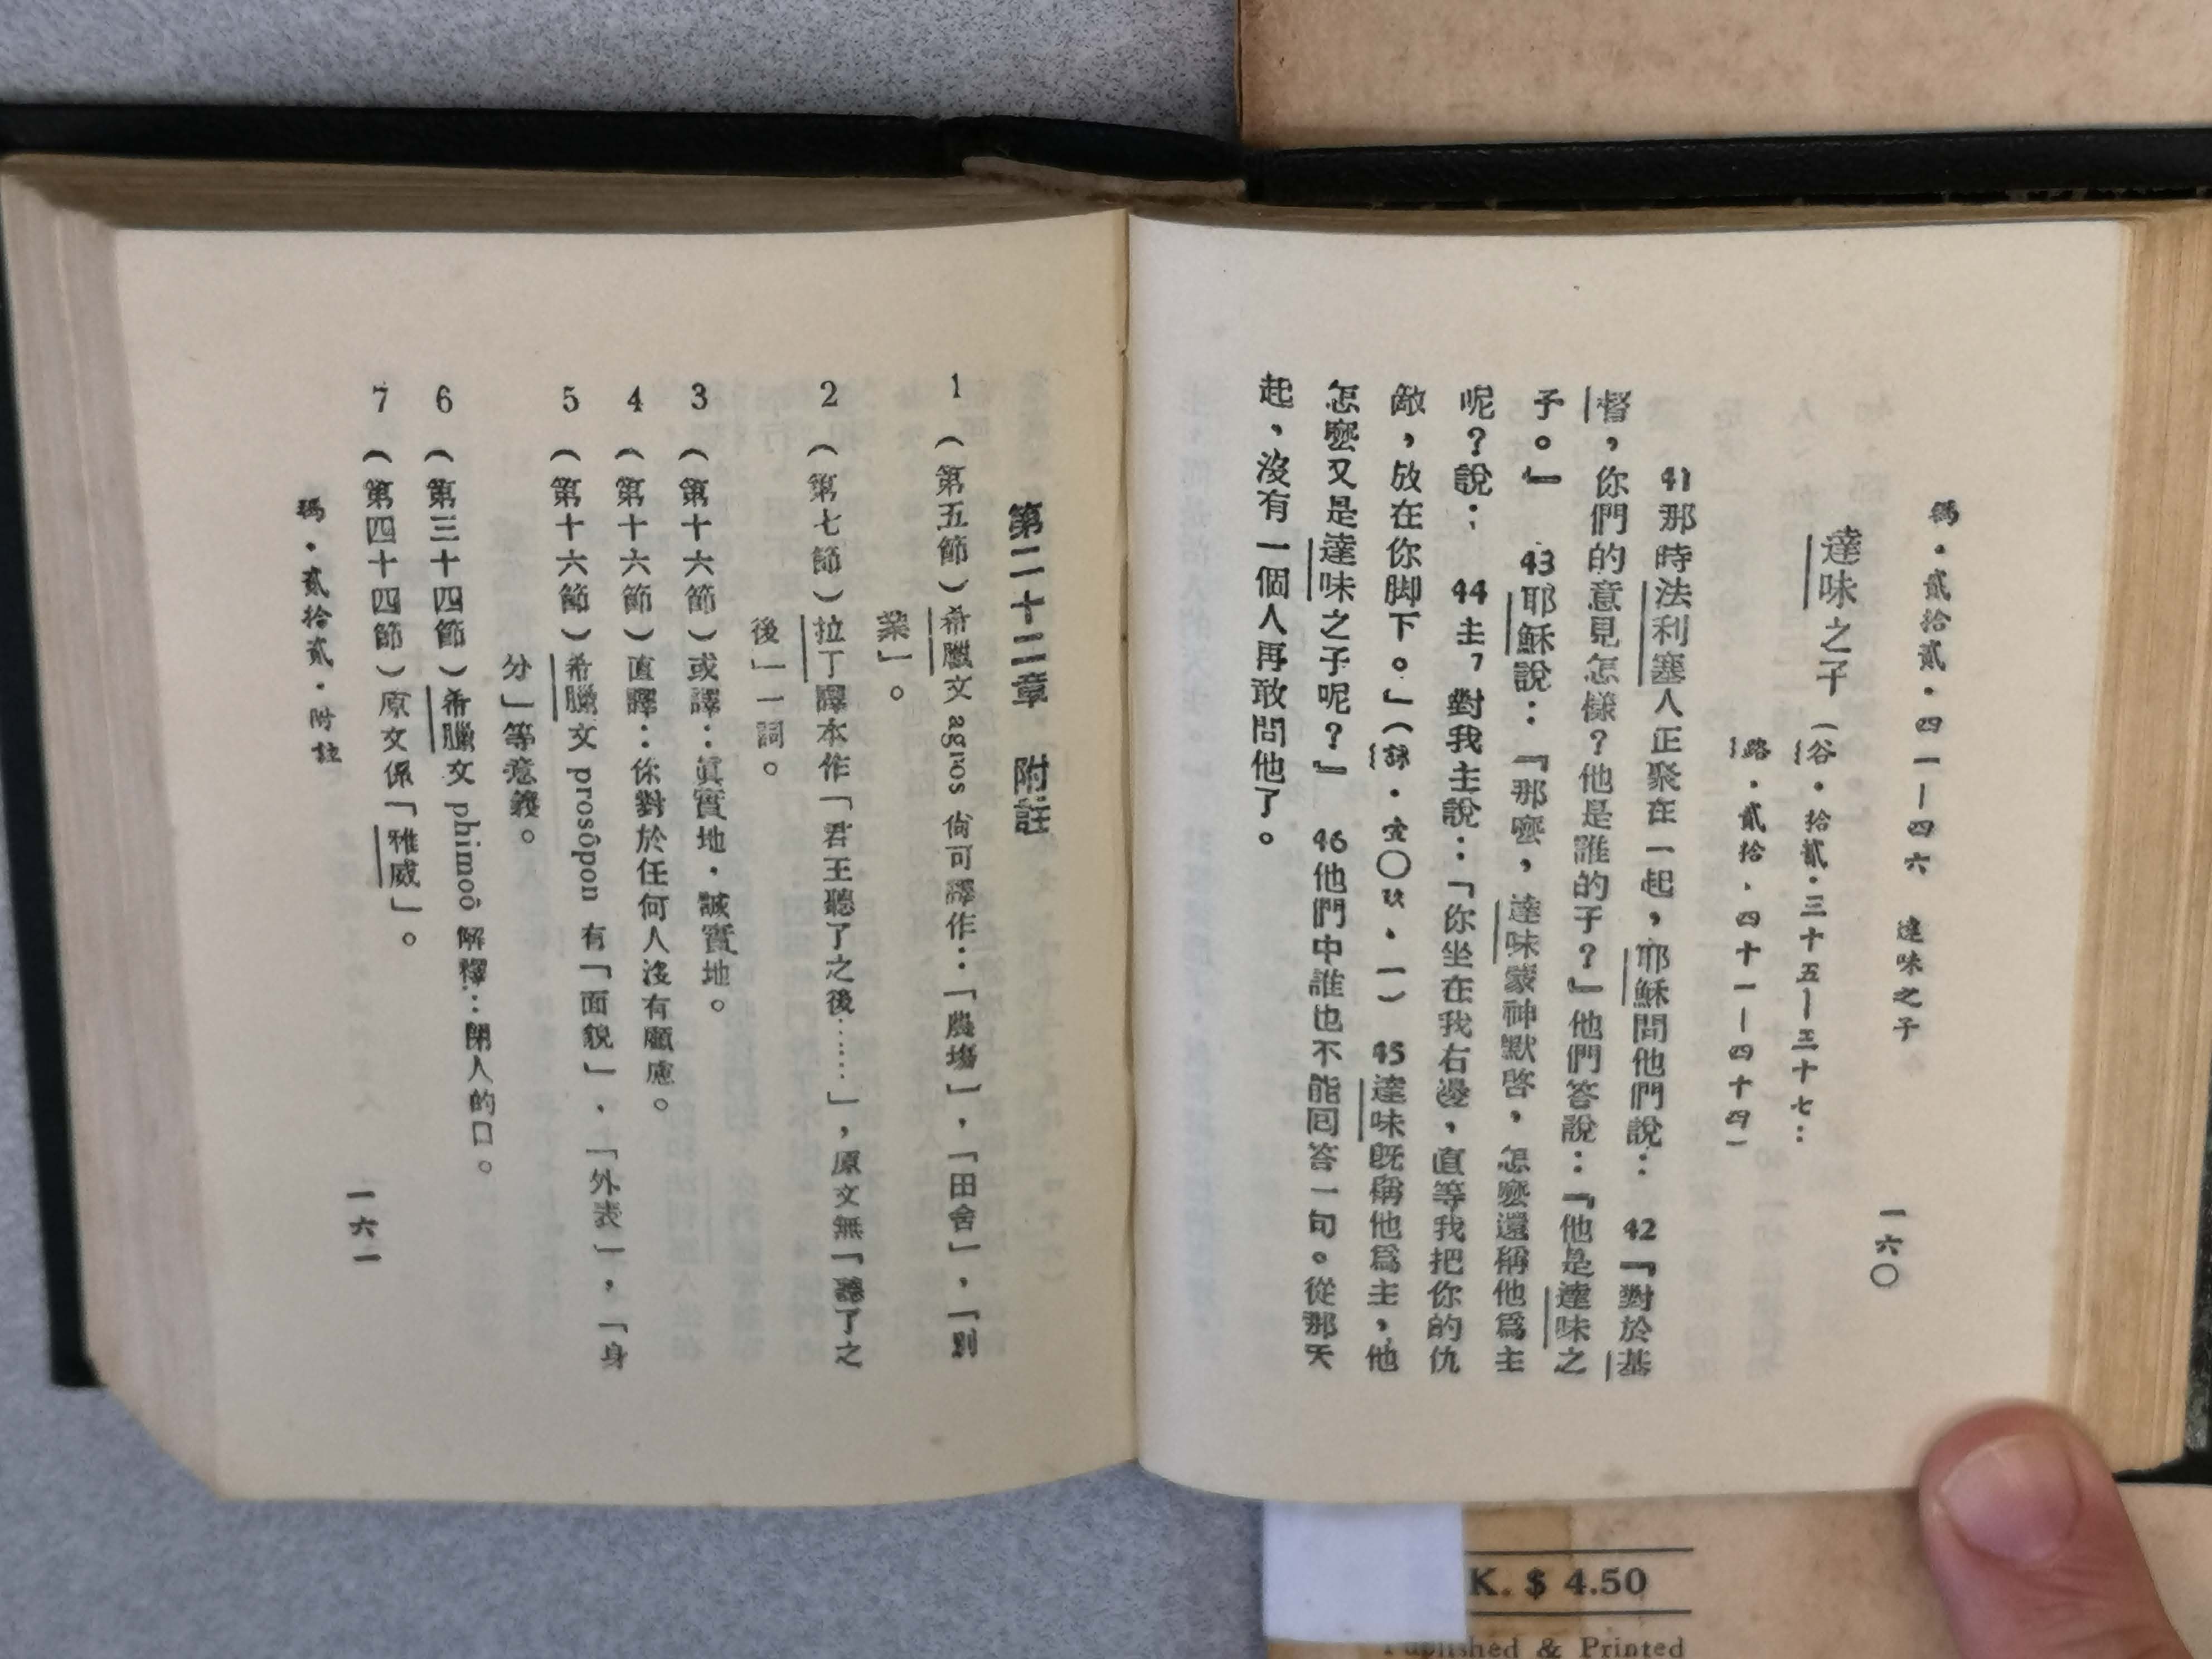 瑪．貳拾貳．四一—四六　達味之子　一六〇
達味之子（谷．拾貳．三十五—三十七：
路．貳拾．四十一—四十四）
41那時法利塞人正聚在一起，耶穌問他們說： 42『對於基
督，你們的意見怎樣？他是誰的子？』他們答說：『他是達味之
子。』 43耶穌說：『那麼，達味蒙神默啓，怎麼還稱他爲主
呢？說： 44主7對我主說：「你坐在我右邊，直等我把你的仇
敵，放在你脚下。」（詠．壹〇玖．一） 45達味旣稱他爲主，他
怎麼又是達味之子呢？』 46他們中誰也不能回答一句。從那天
起，沒有一個人再敢問他了。
第二十二章　附註
1（第五節）希臘文 agros 尙可譯作：「農塲」，「田舍」，「別
業」。
2（第七節）拉丁譯本作「君王聽了之後……」，原文無「聽了之
後」一詞。
3（第十六節）或譯：眞實地．誠實地。
4（第十六節）直譯：你對於任何人沒有顧慮。
5（第十六節）希臘文 prosôpon 有「面貌」，「外表」，「身
分」等意義。
6（第三十四節）希臘文 phimoô 解釋：閉人的口。
7（第四十四節）原文係「雅威」。
瑪．貳拾貳．附註　一六一
K. $ 4.50
Published & Printed